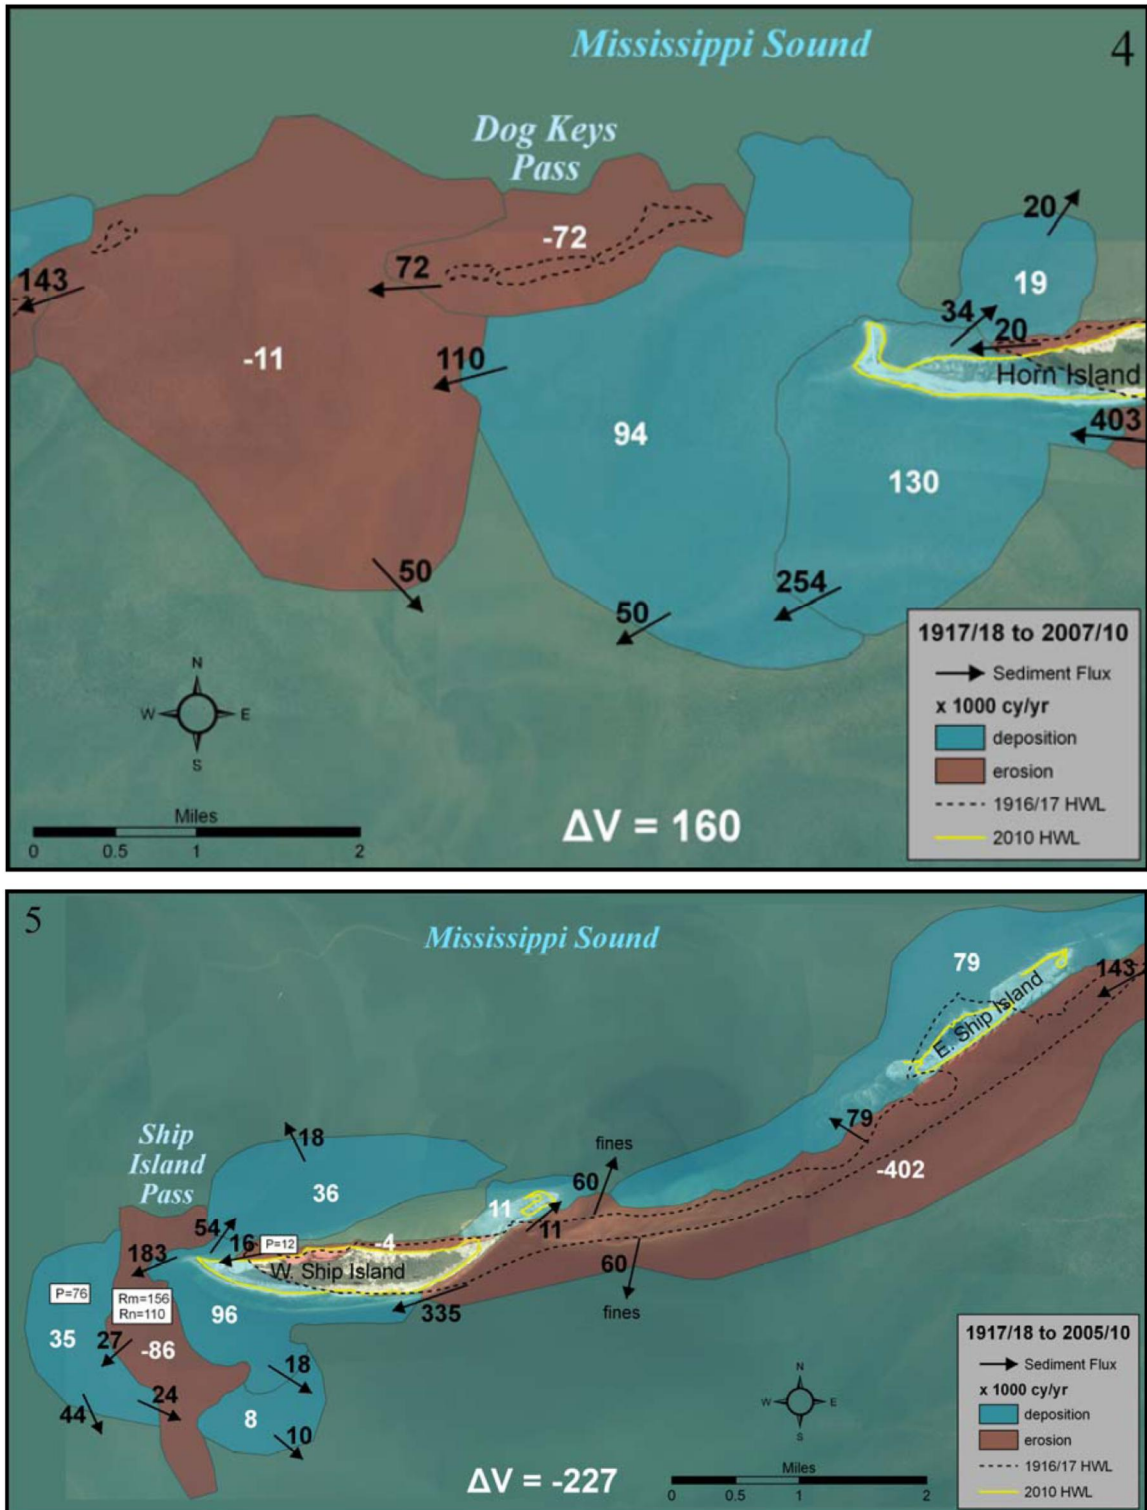 Mississippi Sound
4
Dog Keys
Pass
20
-72
143
72
19
34
20
-11
110
Horn Island
403
94
130
50
254
50
N
W
E
S
Miles
0
0.5
1
2
ΔV = 160
1917/18 to 2007/10
Sediment Flux
x 1000 cy/yr
deposition
erosion
1916/17 HWL
2010 HWL
5
Mississippi Sound
79
143
E. Ship Island
79
Ship
Island
Pass
18
fines
-402
36
60
11
11
54
16
P=12
-4
183
W. Ship Island
60
fines
P=76
Rm=156
Rn=110
335
96
35
27
-86
18
24
44
8
10
N
W
E
S
Miles
0
0.5
1
2
ΔV = -227
1917/18 to 2005/10
Sediment Flux
x 1000 cy/yr
deposition
erosion
1916/17 HWL
2010 HWL